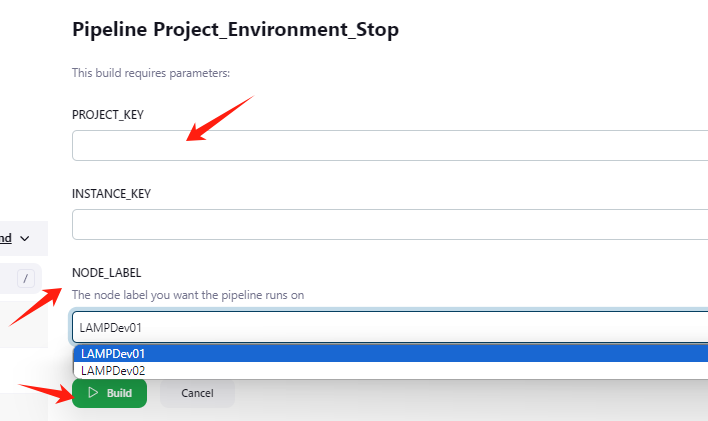 Pipeline Project_Environment_Stop
This build requires parameters:
PROJECT_KEY
INSTANCE_KEY
nd
/
NODE_LABEL
The node label you want the pipeline runs on
LAMPDev01
LAMPDev01
LAMPDev02
Build Cancel